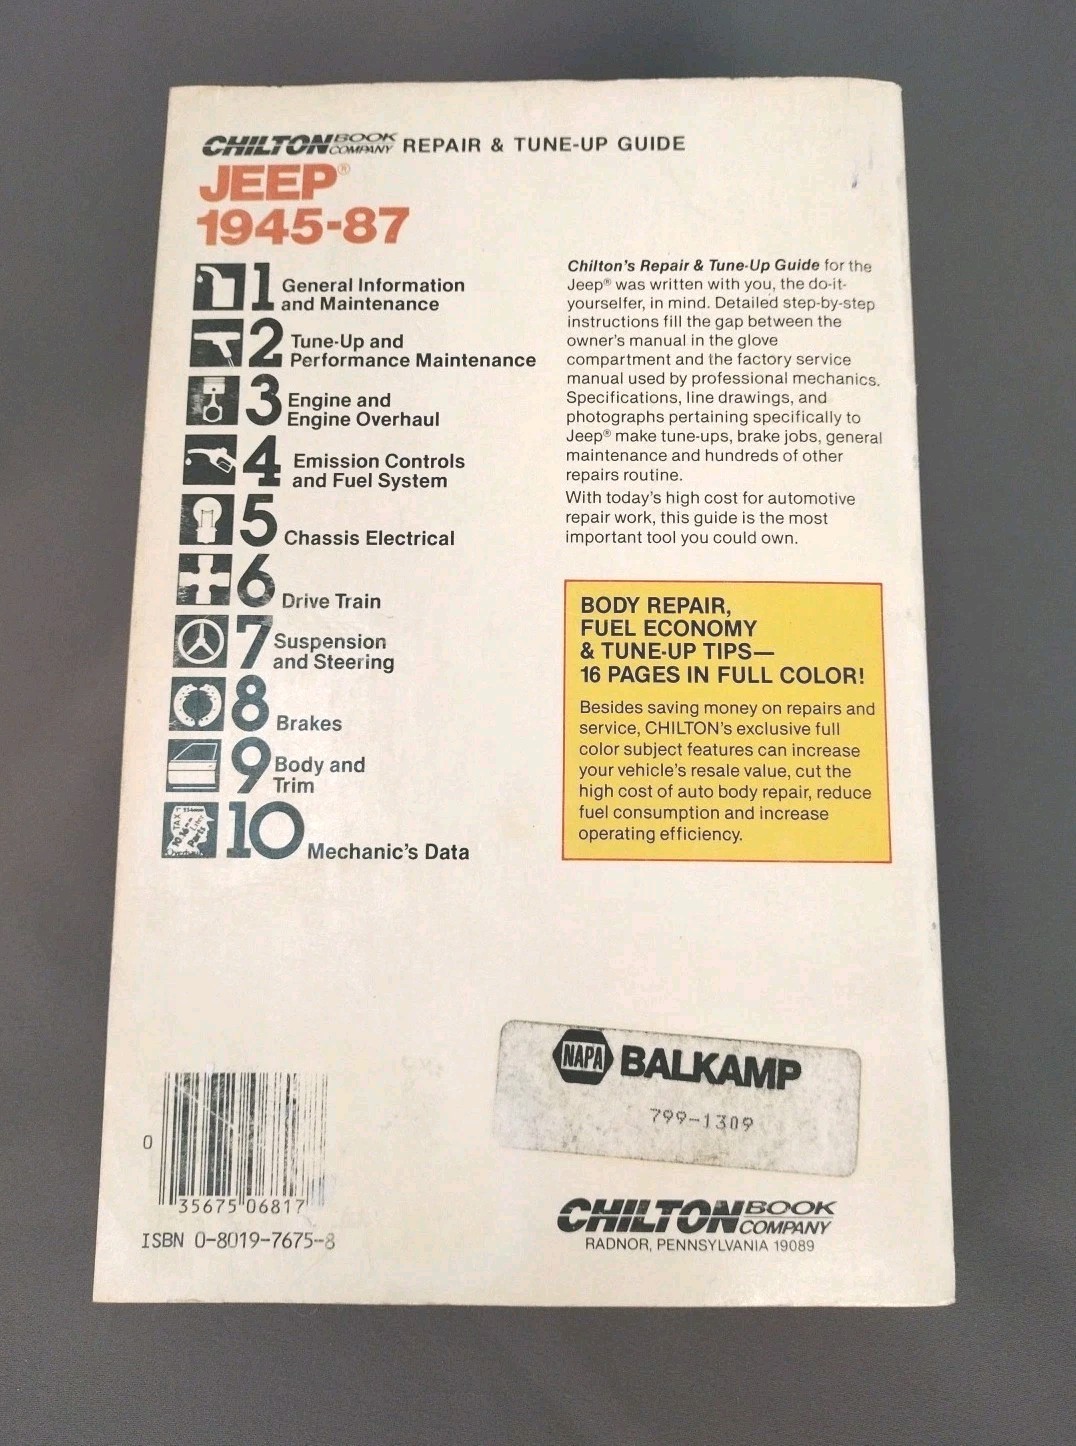 CHILTON BOOK COMPANY REPAIR & TUNE-UP GUIDE
JEEP®
1945-87
1 General Information
and Maintenance
2 Tune-Up and
Performance Maintenance
3 Engine and
Engine Overhaul
4 Emission Controls
and Fuel System
5 Chassis Electrical
6 Drive Train
7 Suspension
and Steering
8 Brakes
9 Body and
Trim
10 Mechanic's Data
Chilton's Repair & Tune-Up Guide for the
Jeep® was written with you, the do-it-
yourselfer, in mind. Detailed step-by-step
instructions fill the gap between the
owner's manual in the glove
compartment and the factory service
manual used by professional mechanics.
Specifications, line drawings, and
photographs pertaining specifically to
Jeep® make tune-ups, brake jobs, general
maintenance and hundreds of other
repairs routine.
With today's high cost for automotive
repair work, this guide is the most
important tool you could own.
BODY REPAIR,
FUEL ECONOMY
& TUNE-UP TIPS—
16 PAGES IN FULL COLOR!
Besides saving money on repairs and
service, CHILTON's exclusive full
color subject features can increase
your vehicle's resale value, cut the
high cost of auto body repair, reduce
fuel consumption and increase
operating efficiency.
NAPA BALKAMP
799-1309
0 35675 06817
ISBN 0-8019-7675-8
CHILTON BOOK COMPANY
RADNOR, PENNSYLVANIA 19089